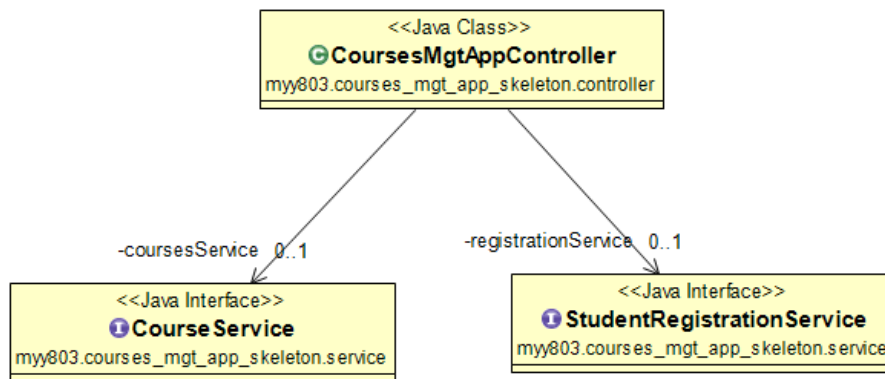 <<Java Class>>
CoursesMgtAppController
myy803.courses_mgt_app_skeleton.controller
-coursesService 0..1
-registrationService 0..1
<<Java Interface>>
CourseService
myy803.courses_mgt_app_skeleton.service
<<Java Interface>>
StudentRegistrationService
myy803.courses_mgt_app_skeleton.service